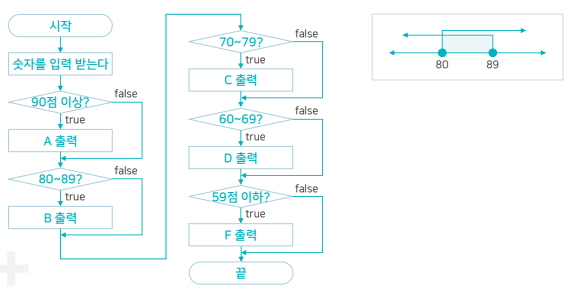 시작
숫자를 입력 받는다
90점 이상?
false
true
A 출력
80~89?
false
true
B 출력
70~79?
false
true
C 출력
60~69?
false
true
D 출력
59점 이하?
false
true
F 출력
끝
80
89